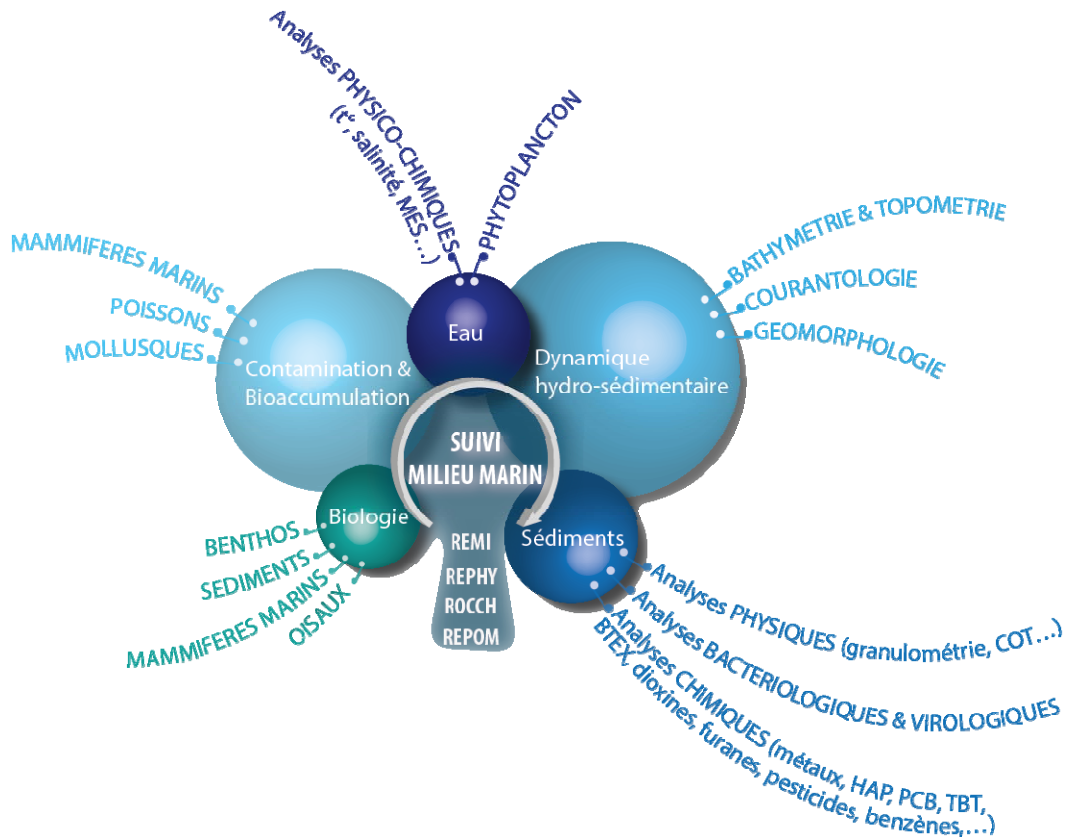 Analyses PHYSICO-CHIMIQUES
(t°, salinité, MES...)
PHYTOPLANCTON
MAMMIFERES MARINS
POISSONS
MOLLUSQUES
Contamination &
Bioaccumulation
Eau
Dynamique
hydro-sédimentaire
BATHYMETRIE & TOPOMETRIE
COURANTOLOGIE
GEOMORPHOLOGIE
SUIVI
MILIEU MARIN
REMI
REPHY
ROCCH
REPOM
Biologie
BENTHOS
SEDIMENTS
MAMMIFERES MARINS
OISAUX
Sédiments
Analyses PHYSIQUES (granulométrie, COT...)
Analyses BACTERIOLOGIQUES & VIROLOGIQUES
Analyses CHIMIQUES (métaux, HAP, PCB, TBT,
BTEX, dioxines, furanes, pesticides, benzènes,...)